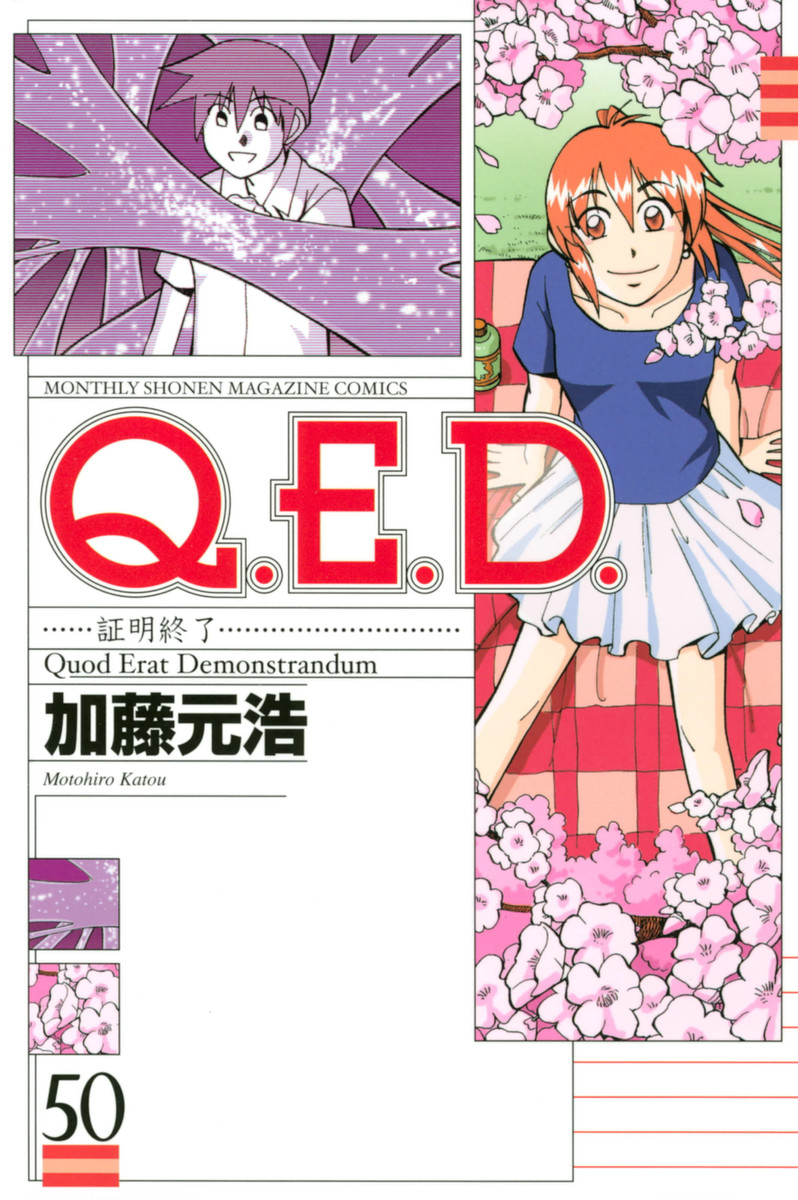 MONTHLY SHONEN MAGAZINE COMICS
Q.E.D.
……証明終了…………………………
Quod Erat Demonstrandum
加藤元浩
Motohiro Katou
50